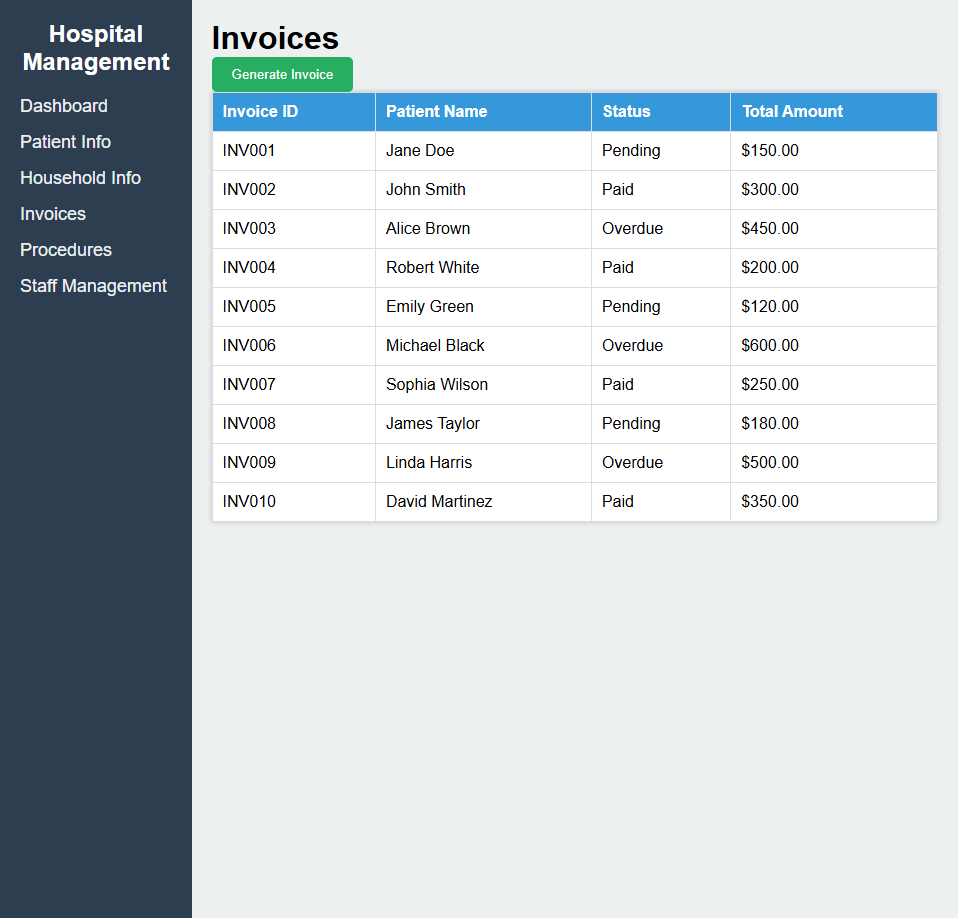 Hospital
Management
Dashboard
Patient Info
Household Info
Invoices
Procedures
Staff Management
Invoices
Generate Invoice
Invoice ID Patient Name Status Total Amount
INV001 Jane Doe Pending $150.00
INV002 John Smith Paid $300.00
INV003 Alice Brown Overdue $450.00
INV004 Robert White Paid $200.00
INV005 Emily Green Pending $120.00
INV006 Michael Black Overdue $600.00
INV007 Sophia Wilson Paid $250.00
INV008 James Taylor Pending $180.00
INV009 Linda Harris Overdue $500.00
INV010 David Martinez Paid $350.00